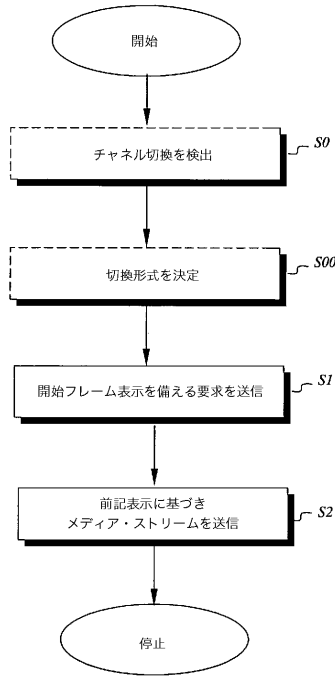 開始
チャネル切換を検出
S0
切換形式を決定
S00
開始フレーム表示を備える要求を送信
S1
前記表示に基づき
メディア・ストリームを送信
S2
停止